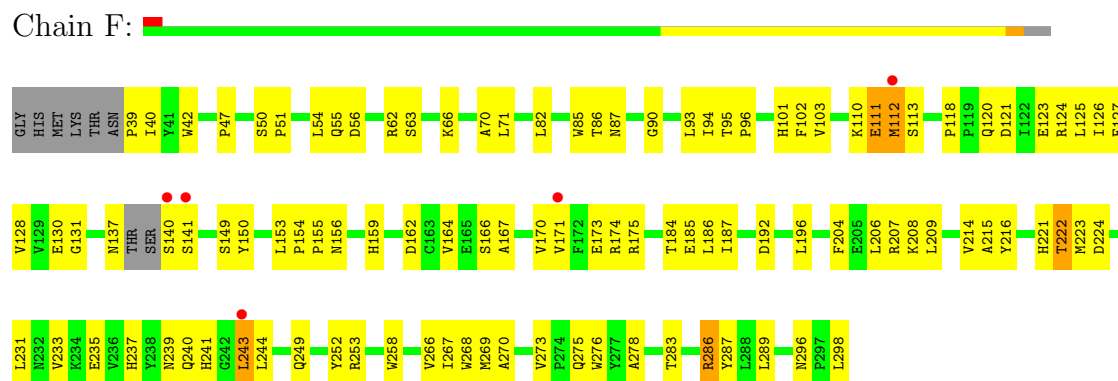 Chain F:
GLY HIS MET LYS THR ASN P39 I40 Y41 W42 P47 S50 P51 L54 Q55 D56 R62 S63 K66 A70 L71 L82 W85 T86 N87 G90 L93 I94 T95 P96 H101 F102 V103 K110 E111 M112 S113 P118 P119 Q120 D121 I122 E123 R124 L125 I126 E127
V128 V129 E130 G131 N137 THR SER S140 S141 S149 Y150 L153 P154 P155 N156 H159 D162 C163 V164 E165 S166 A167 V170 V171 F172 E173 R174 R175 T184 E185 L186 I187 D192 L196 F204 E205 L206 R207 K208 L209 V214 A215 Y216 H221 T222 M223 D224
L231 N232 V233 K234 E235 V236 H237 Y238 N239 Q240 H241 G242 L243 L244 Q249 Y252 R253 W258 V266 I267 W268 M269 A270 V273 P274 Q275 W276 Y277 A278 T283 R286 Y287 L288 L289 N296 P297 L298